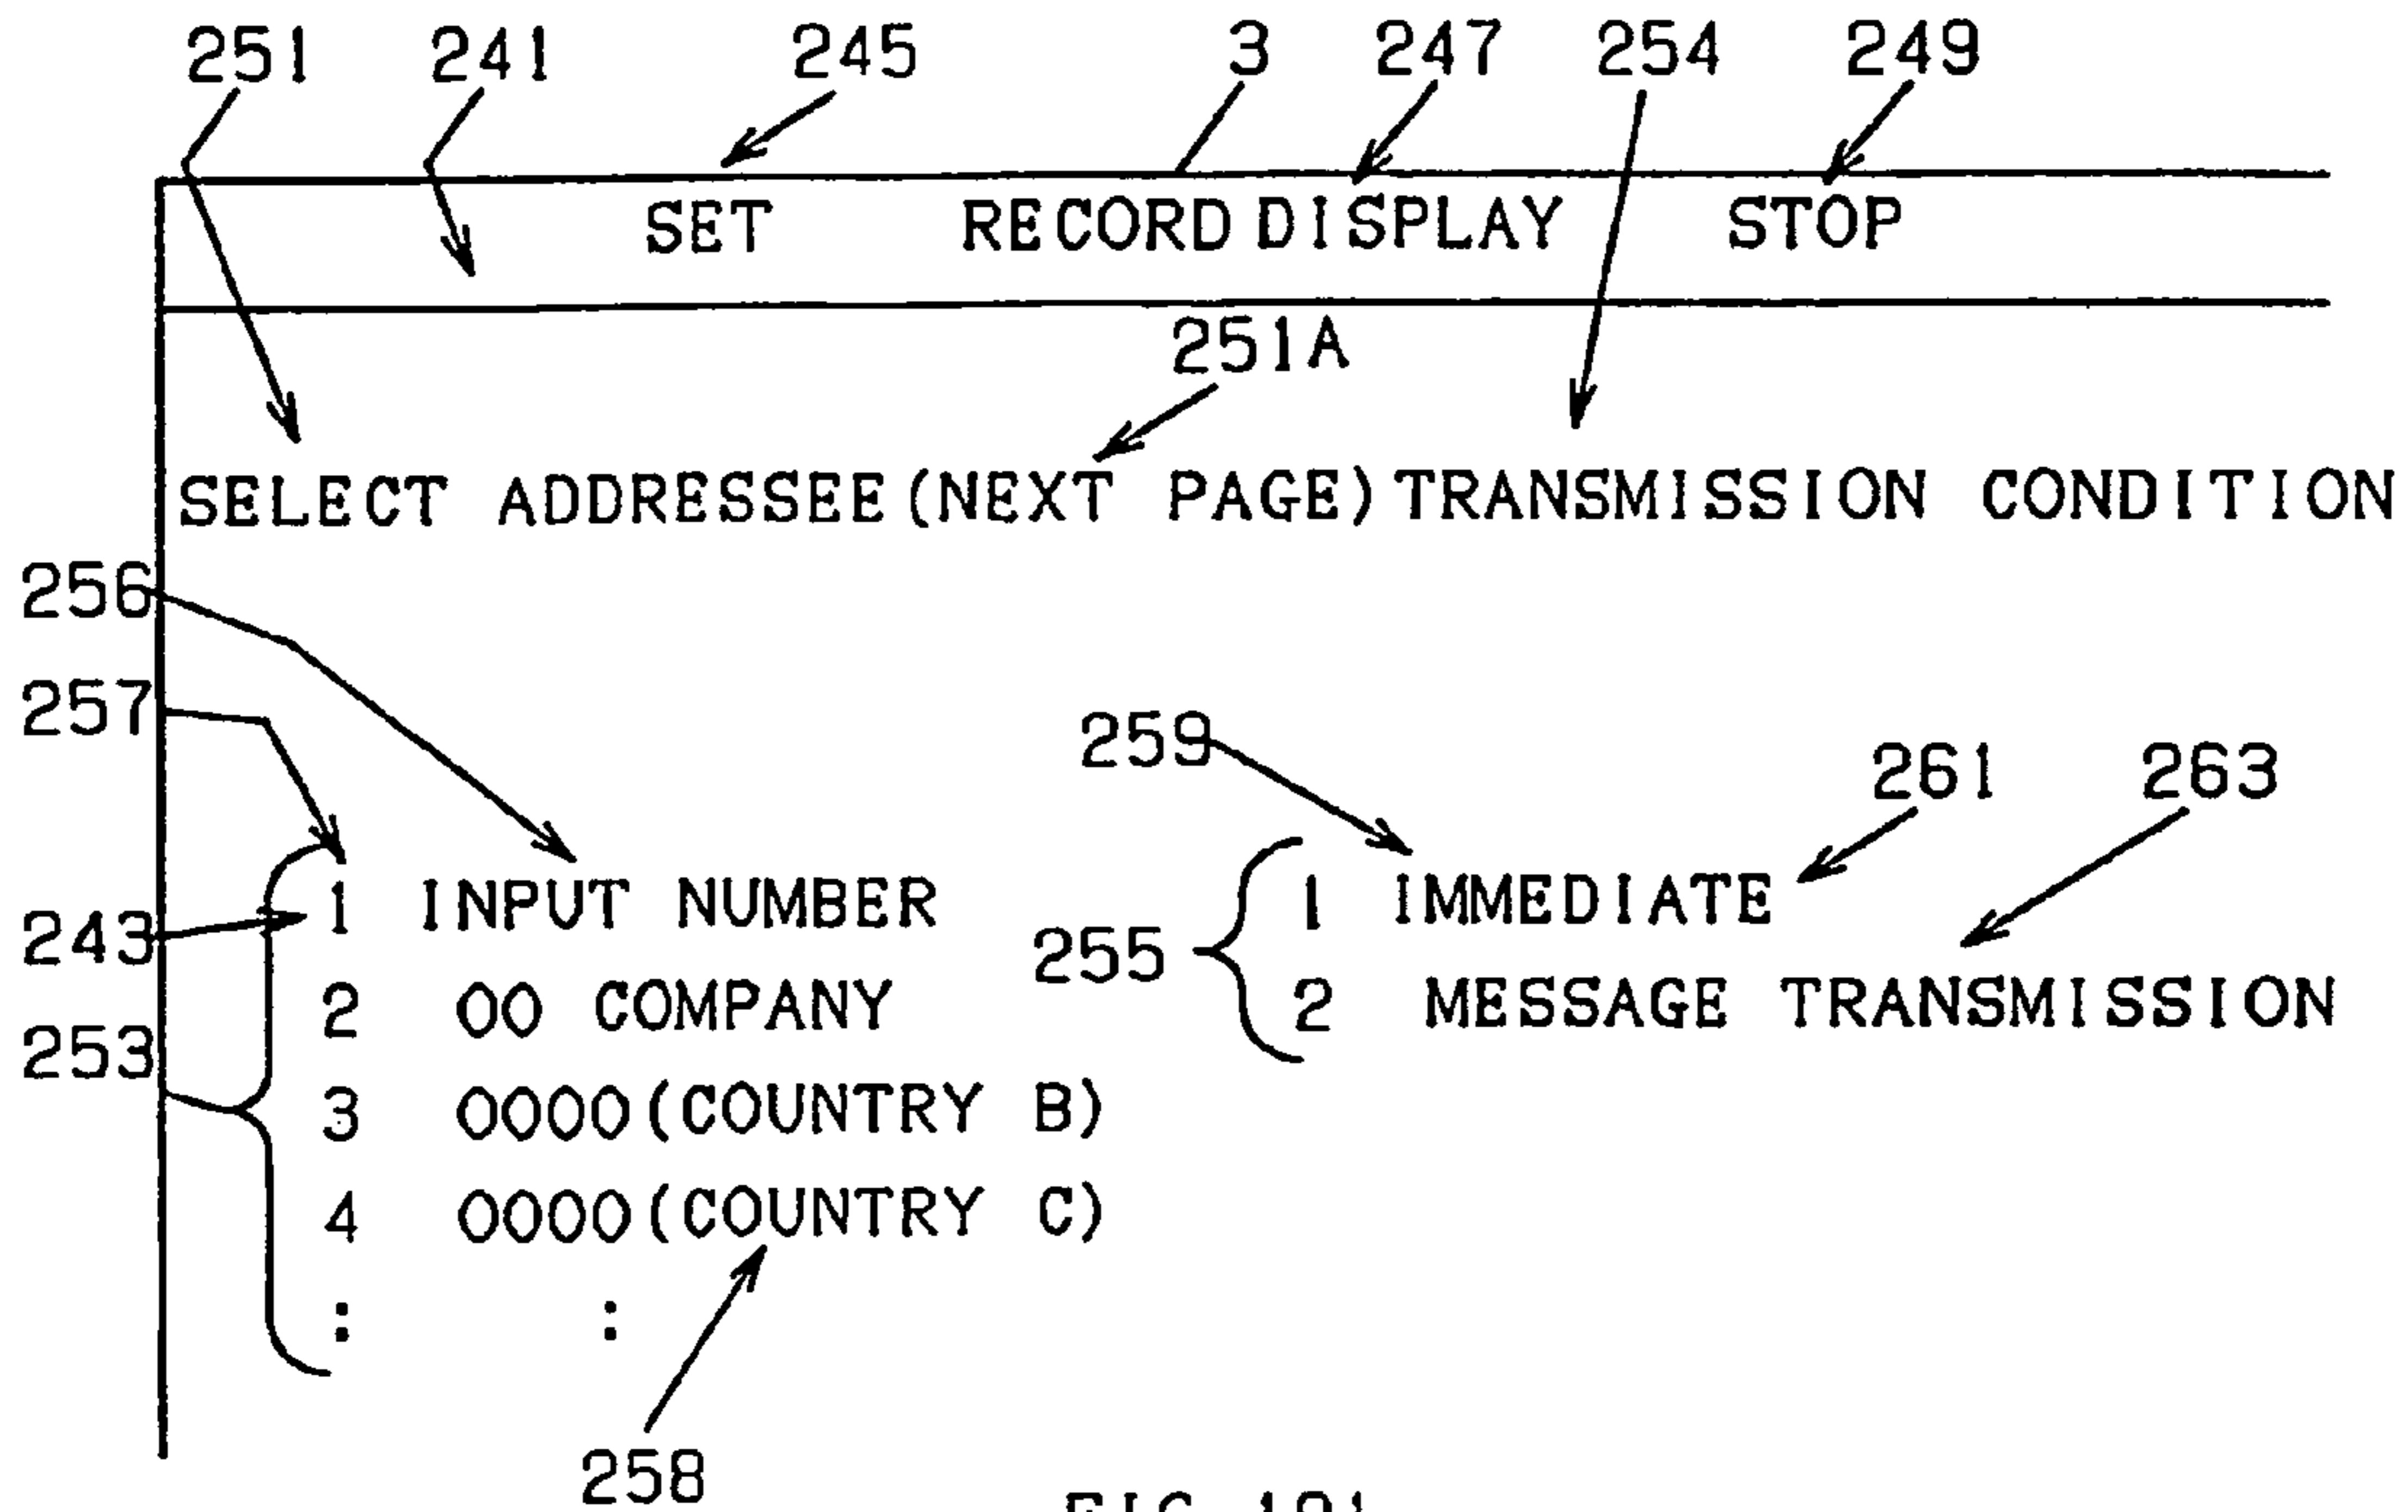 251 241 245 3 247 254 249
SET RECORD DISPLAY STOP
251A
SELECT ADDRESSEE (NEXT PAGE) TRANSMISSION CONDITION
256
257
259 261 263
1 INPUT NUMBER 1 IMMEDIATE
243 255
2 OO COMPANY 2 MESSAGE TRANSMISSION
253
3 OOOO (COUNTRY B)
4 OOOO (COUNTRY C)
: :
258